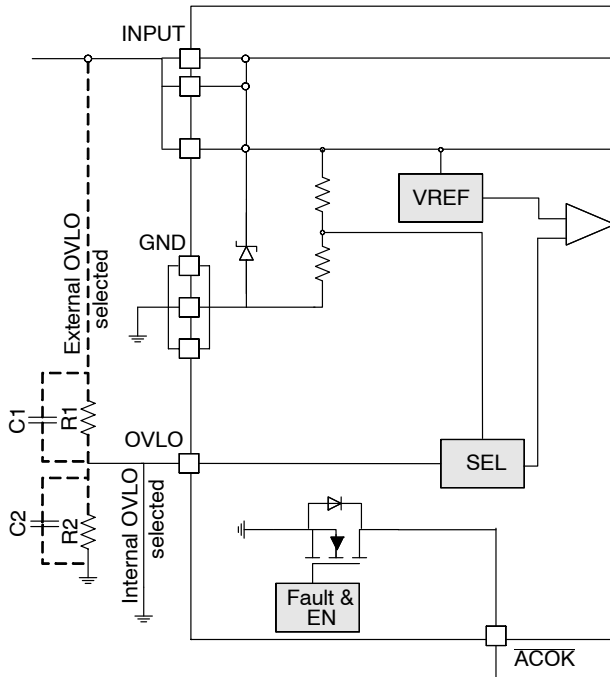 INPUT
VREF
GND
External OVLO
selected
C1
R1
OVLO
SEL
C2
R2
Internal OVLO
selected
Fault &
EN
ACOK